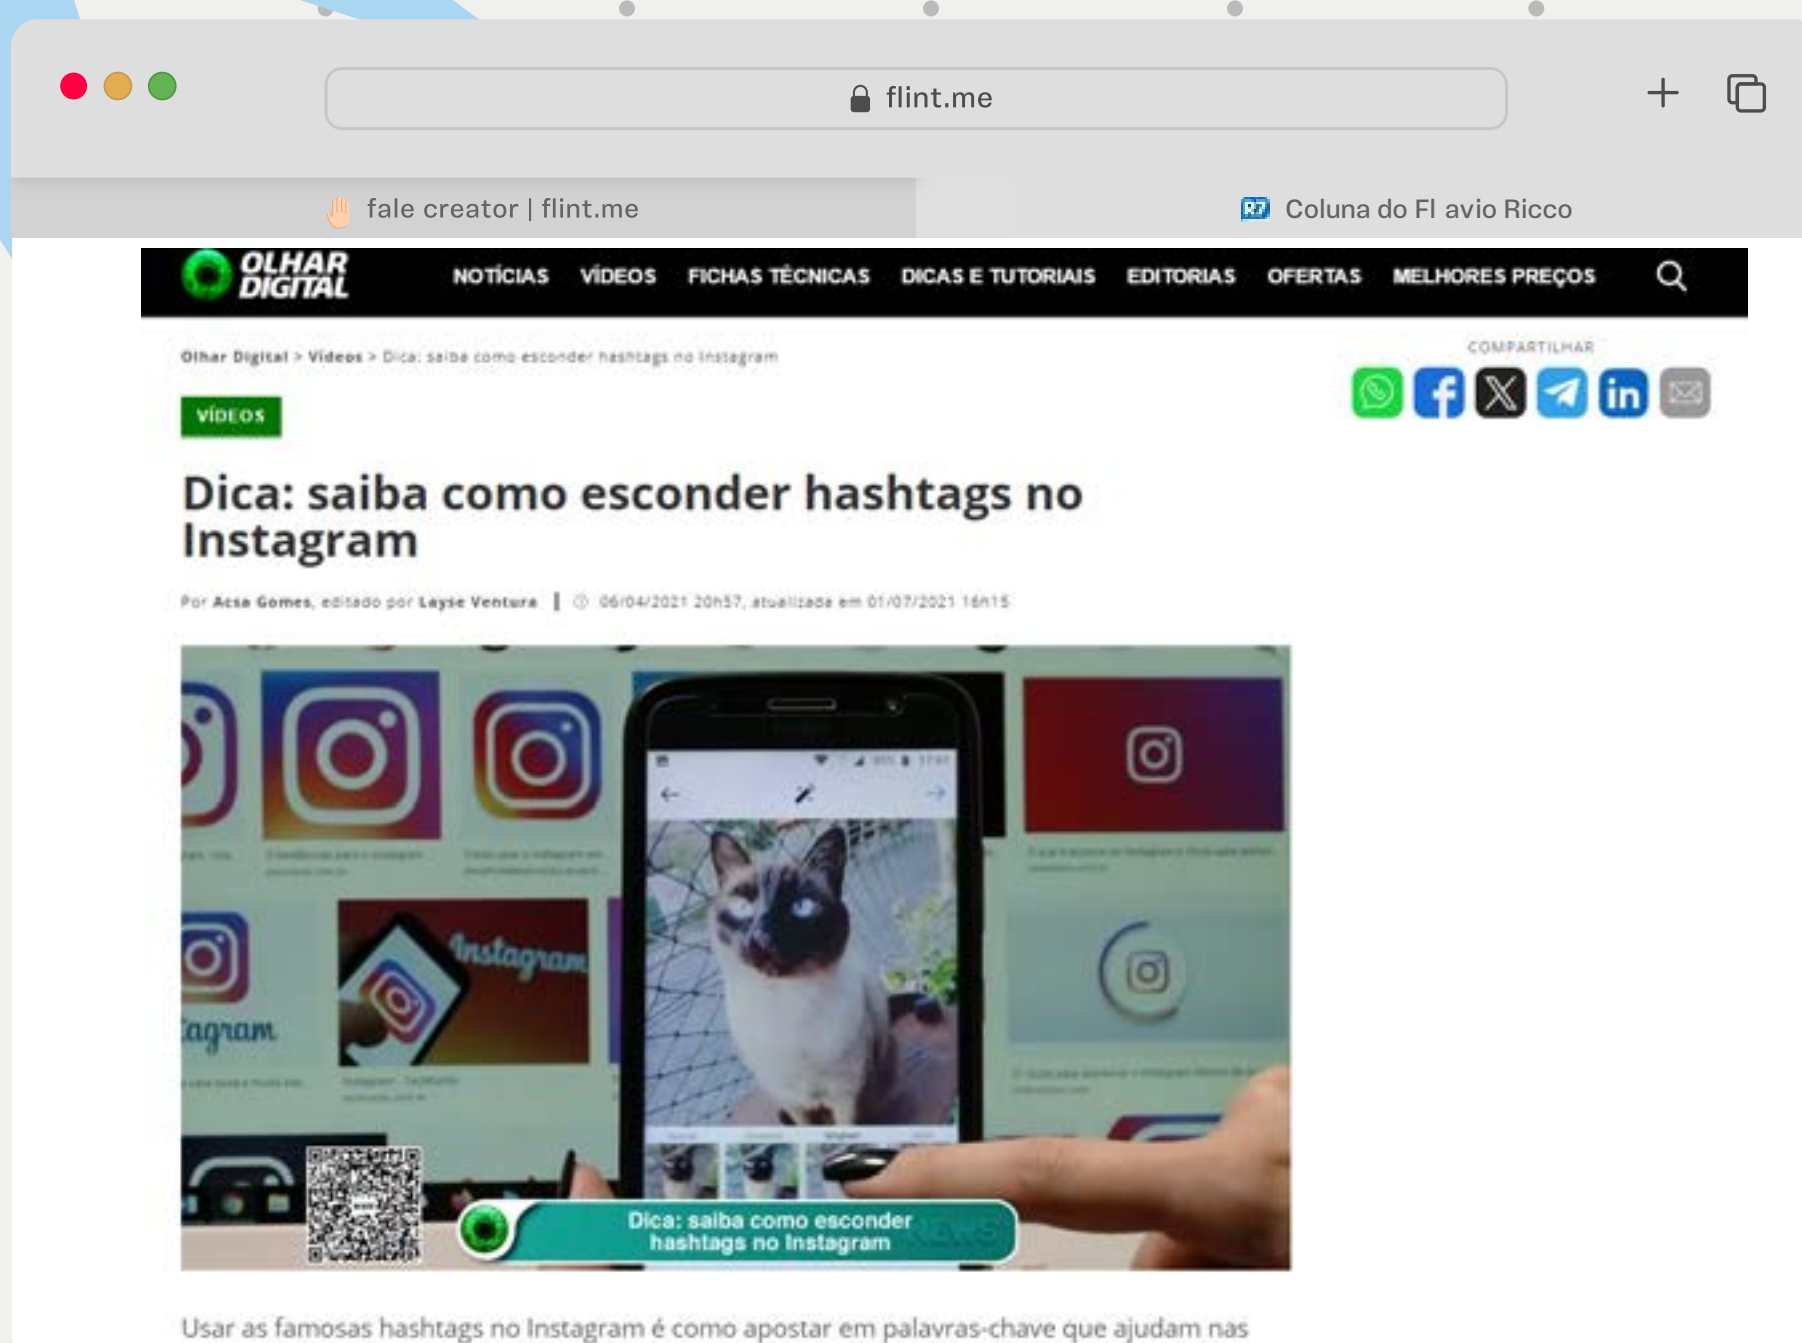 flint.me
fale creator | flint.me
R7 Coluna do Fl avio Ricco
OLHAR DIGITAL
NOTÍCIAS VÍDEOS FICHAS TÉCNICAS DICAS E TUTORIAIS EDITORIAS OFERTAS MELHORES PREÇOS
Olhar Digital > Vídeos > Dica: saiba como esconder hashtags no Instagram
COMPARTILHAR
VÍDEOS
Dica: saiba como esconder hashtags no
Instagram
Por Acsa Gomes, editado por Layse Ventura | 06/04/2021 20h57, atualizada em 01/07/2021 16h15
Instagram
tagram
Dica: saiba como esconder
hashtags no Instagram
NEWS
Usar as famosas hashtags no Instagram é como apostar em palavras-chave que ajudam nas